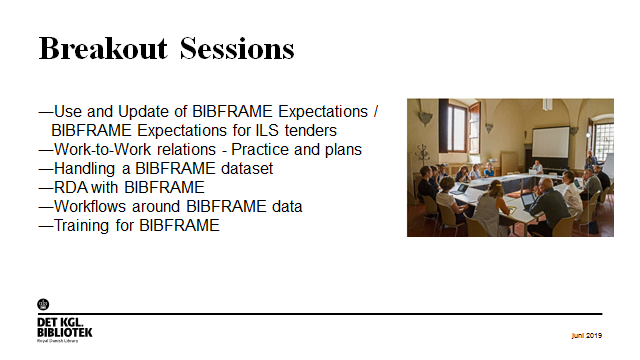 Breakout Sessions
—Use and Update of BIBFRAME Expectations /
BIBFRAME Expectations for ILS tenders
—Work-to-Work relations - Practice and plans
—Handling a BIBFRAME dataset
—RDA with BIBFRAME
—Workflows around BIBFRAME data
—Training for BIBFRAME
DET KGL.
BIBLIOTEK
Royal Danish Library
juni 2019